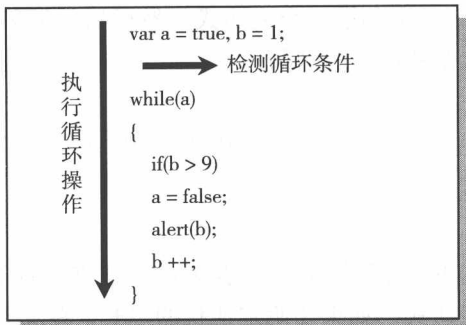 var a = true, b = 1;
检测循环条件
while(a)
{
if(b > 9)
a = false;
alert(b);
b ++;
}
执行循环操作